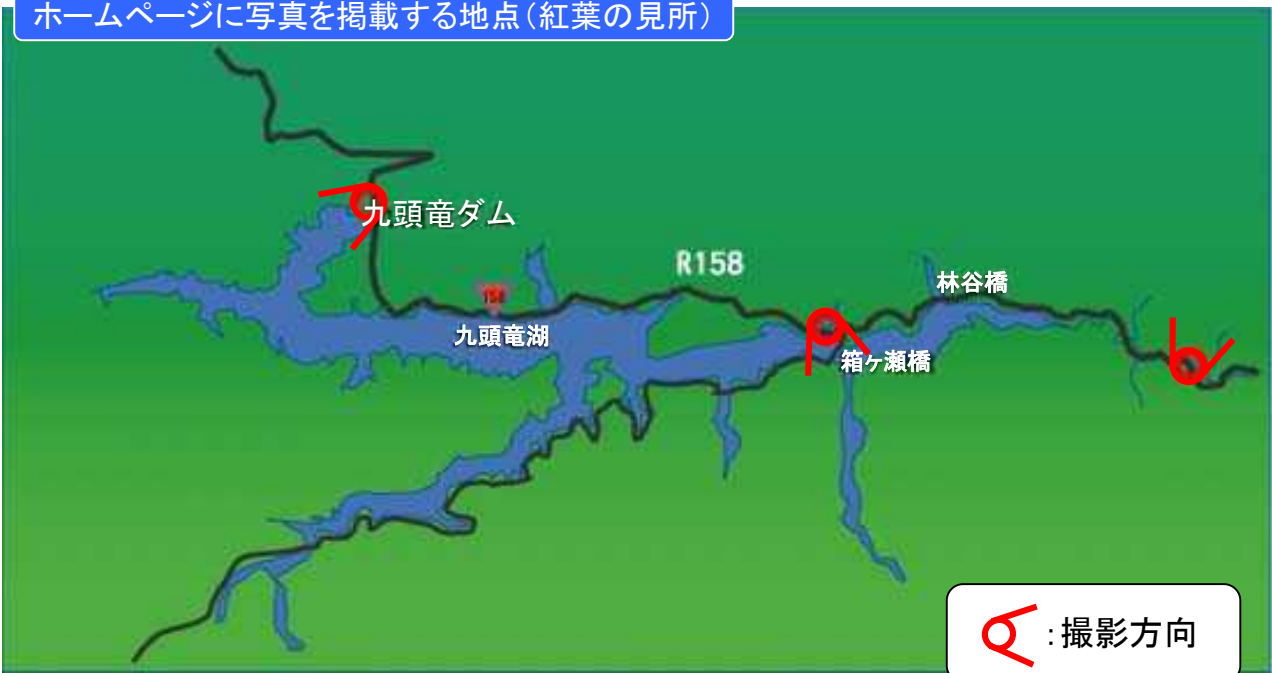 ホームページに写真を掲載する地点（紅葉の見所）
九頭竜ダム
R158
林谷橋
158
九頭竜湖
箱ヶ瀬橋
：撮影方向